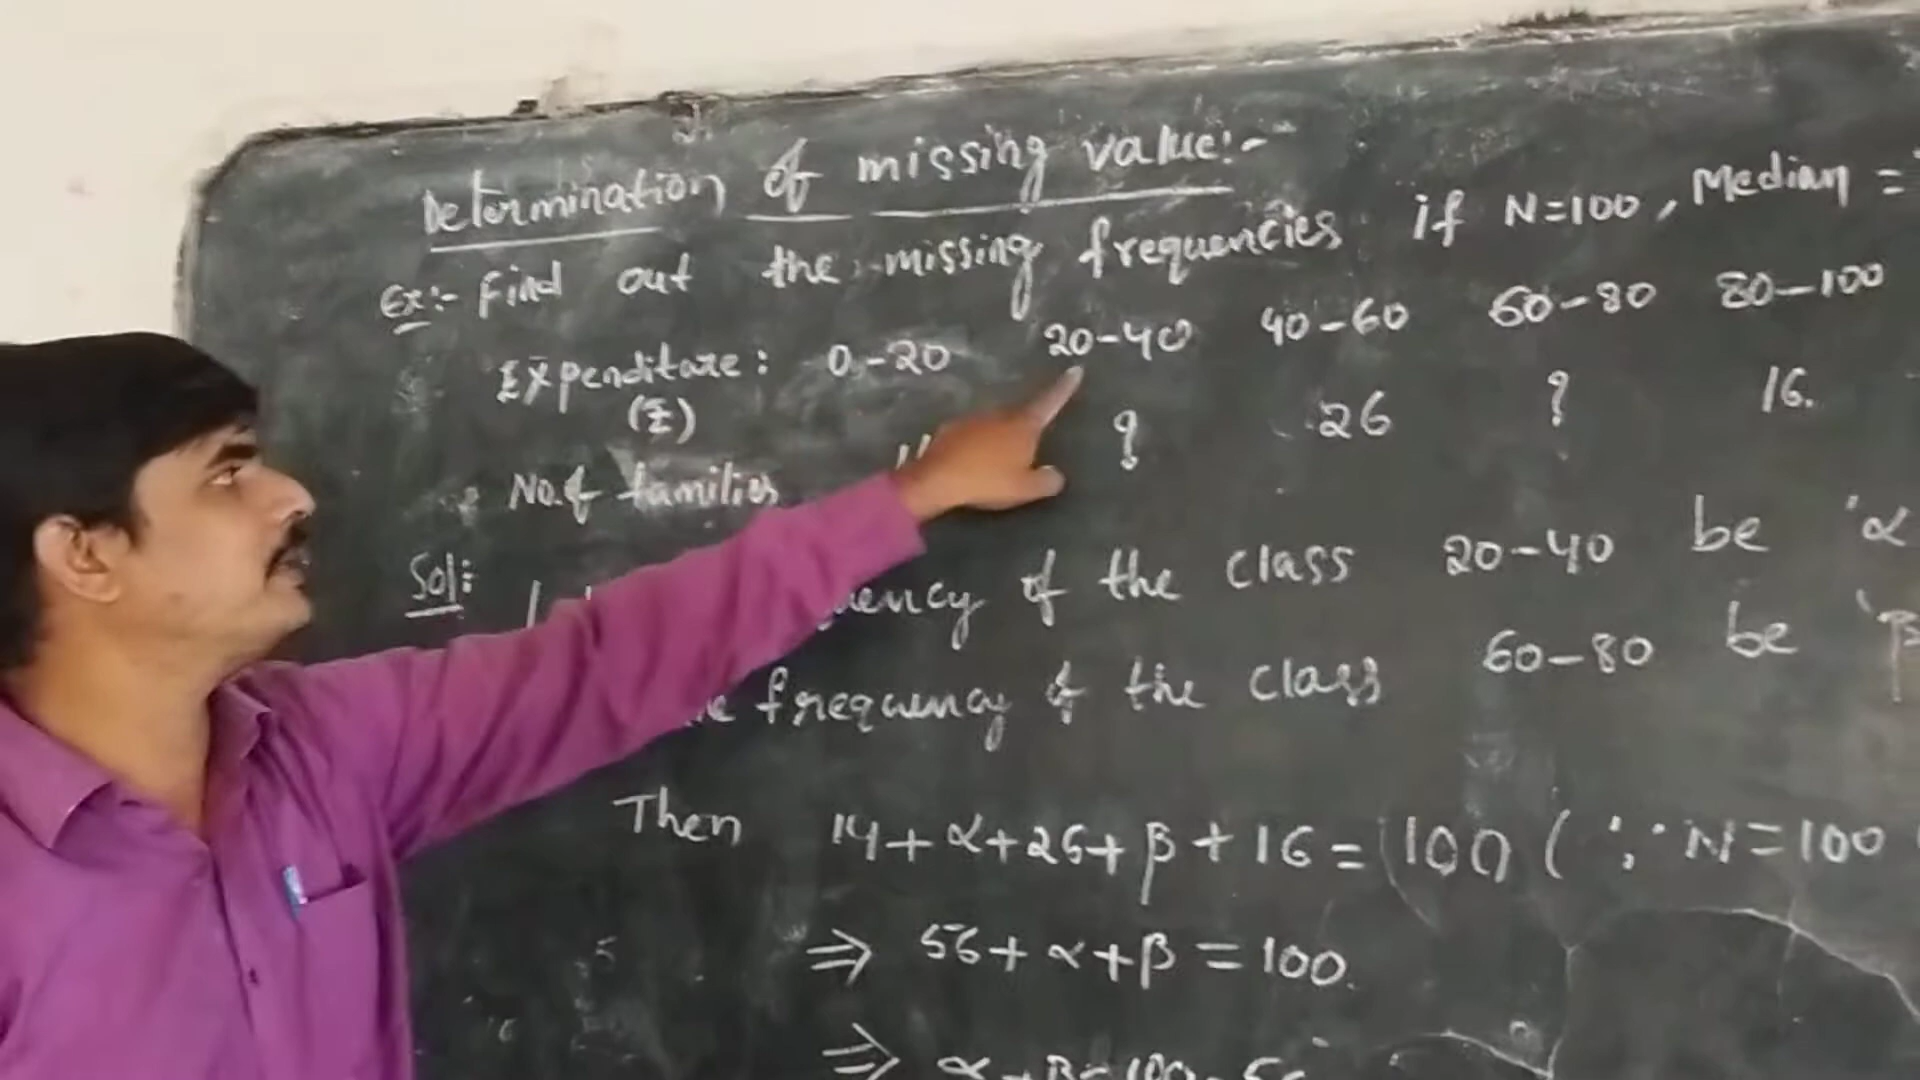 Determination of missing value:-
Ex:- Find out the missing frequencies if N=100, Median =
Expenditure: 0-20 20-40 40-60 60-80 80-100
(₹)
No. of families ? 26 ? 16.
Sol: of the class 20-40 be 'α
frequency of the class 60-80 be 'β
Then 14+α+26+β+16=100 (∵ N=100
⇒ 56+α+β=100.
⇒ α+β=100-56